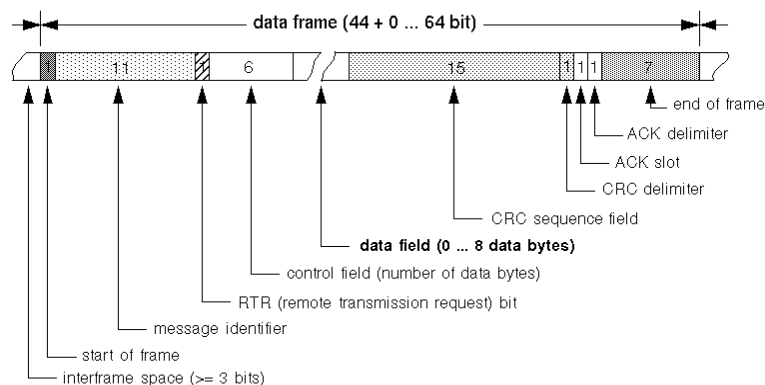 data frame (44 + 0 ... 64 bit)
1 11 1 6 15 1 1 1 7
end of frame
ACK delimiter
ACK slot
CRC delimiter
CRC sequence field
data field (0 ... 8 data bytes)
control field (number of data bytes)
RTR (remote transmission request) bit
message identifier
start of frame
interframe space (>= 3 bits)